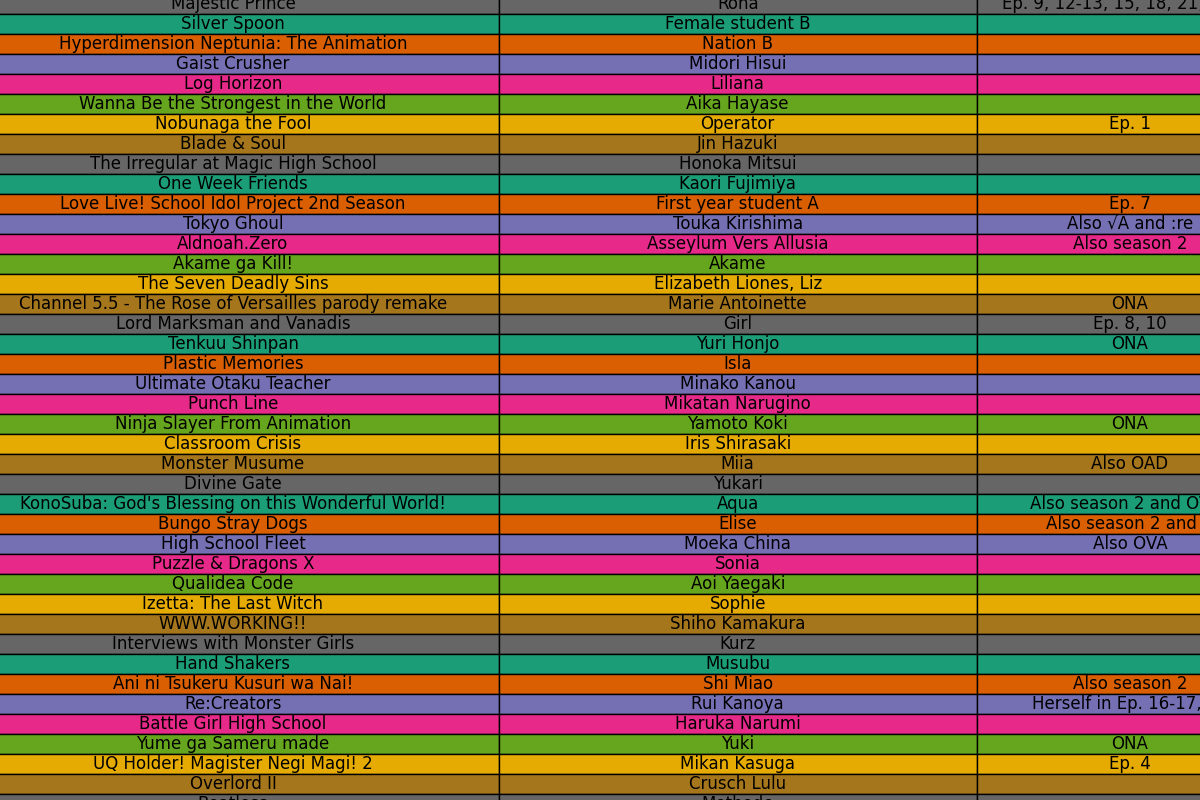 Majestic Prince Rona Ep. 9, 12-13, 15, 18, 21
Silver Spoon Female student B
Hyperdimension Neptunia: The Animation Nation B
Gaist Crusher Midori Hisui
Log Horizon Liliana
Wanna Be the Strongest in the World Aika Hayase
Nobunaga the Fool Operator Ep. 1
Blade & Soul Jin Hazuki
The Irregular at Magic High School Honoka Mitsui
One Week Friends Kaori Fujimiya
Love Live! School Idol Project 2nd Season First year student A Ep. 7
Tokyo Ghoul Touka Kirishima Also √A and :re
Aldnoah.Zero Asseylum Vers Allusia Also season 2
Akame ga Kill! Akame
The Seven Deadly Sins Elizabeth Liones, Liz
Channel 5.5 - The Rose of Versailles parody remake Marie Antoinette ONA
Lord Marksman and Vanadis Girl Ep. 8, 10
Tenkuu Shinpan Yuri Honjo ONA
Plastic Memories Isla
Ultimate Otaku Teacher Minako Kanou
Punch Line Mikatan Narugino
Ninja Slayer From Animation Yamoto Koki ONA
Classroom Crisis Iris Shirasaki
Monster Musume Miia Also OAD
Divine Gate Yukari
KonoSuba: God's Blessing on this Wonderful World! Aqua Also season 2 and
Bungo Stray Dogs Elise Also season 2 and
High School Fleet Moeka China Also OVA
Puzzle & Dragons X Sonia
Qualidea Code Aoi Yaegaki
Izetta: The Last Witch Sophie
WWW.WORKING!! Shiho Kamakura
Interviews with Monster Girls Kurz
Hand Shakers Musubu
Ani ni Tsukeru Kusuri wa Nai! Shi Miao Also season 2
Re:Creators Rui Kanoya Herself in Ep. 16-17,
Battle Girl High School Haruka Narumi
Yume ga Sameru made Yuki ONA
UQ Holder! Magister Negi Magi! 2 Mikan Kasuga Ep. 4
Overlord II Crusch Lulu